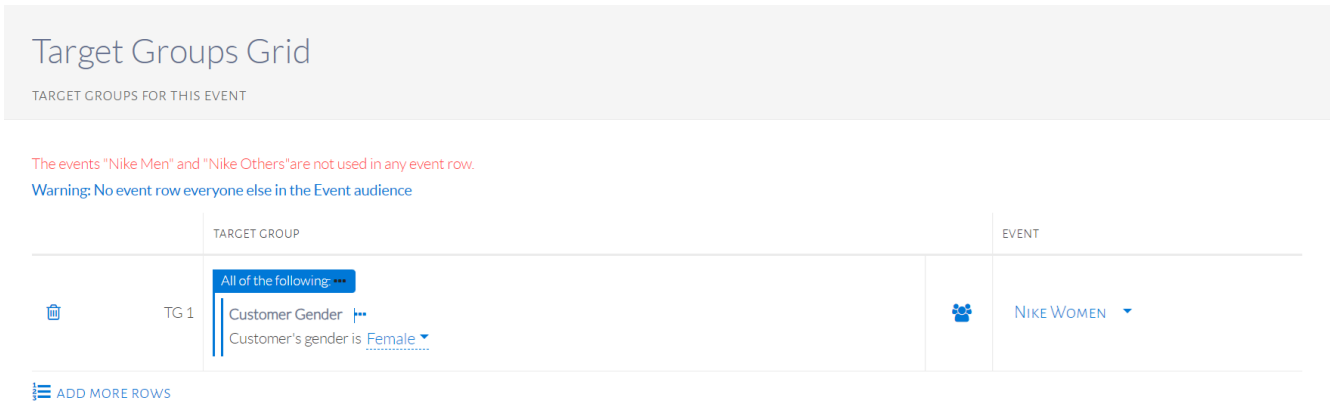 Target Groups Grid
TARGET GROUPS FOR THIS EVENT
The events "Nike Men" and "Nike Others"are not used in any event row.
Warning: No event row everyone else in the Event audience
TARGET GROUP EVENT
All of the following: •••
TG 1 Customer Gender ••• NIKE WOMEN
Customer's gender is Female
ADD MORE ROWS